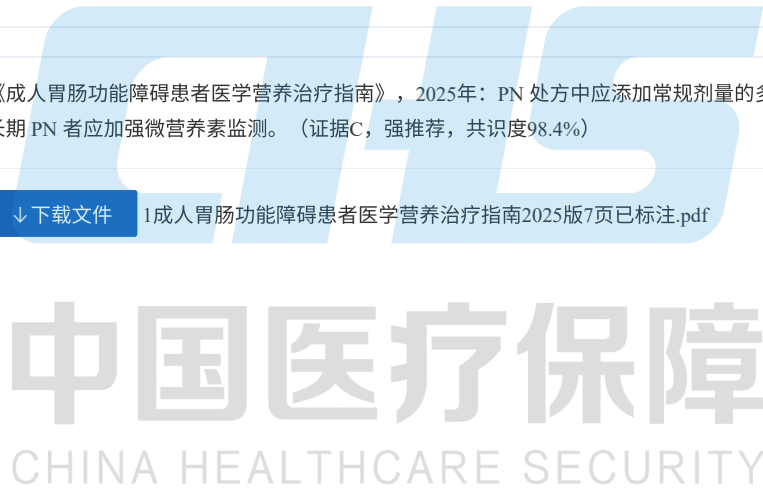 《成人胃肠功能障碍患者医学营养治疗指南》，2025年：PN 处方中应添加常规剂量的多
长期 PN 者应加强微营养素监测。（证据C，强推荐，共识度98.4%）
↓下载文件 1成人胃肠功能障碍患者医学营养治疗指南2025版7页已标注.pdf
CHS
中国医疗保障
CHINA HEALTHCARE SECURITY